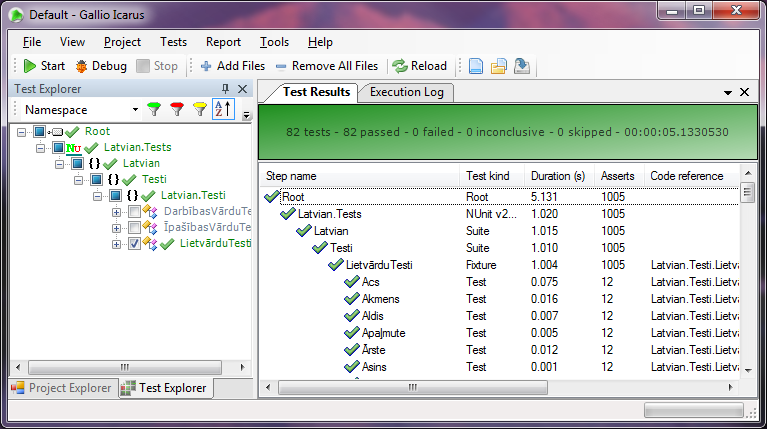 Default - Gallio Icarus
File View Project Tests Report Tools Help
Start Debug Stop Add Files Remove All Files Reload
Test Explorer
Namespace
Root
Latvian.Tests
Latvian
Testi
Latvian.Testi
DarbībasVārduTe
ĪpašībasVārduTe
LietvārduTesti
Project Explorer Test Explorer
Test Results Execution Log
82 tests - 82 passed - 0 failed - 0 inconclusive - 0 skipped - 00:00:05.1330530
Step name Test kind Duration (s) Asserts Code reference
Root Root 5.131 1005
Latvian.Tests NUnit v2... 1.020 1005
Latvian Suite 1.015 1005
Testi Suite 1.010 1005
LietvārduTesti Fixture 1.004 1005 Latvian.Testi.Lietva
Acs Test 0.075 12 Latvian.Testi.Lietva
Akmens Test 0.016 12 Latvian.Testi.Lietva
Aldis Test 0.007 12 Latvian.Testi.Lietva
Apaļmute Test 0.005 12 Latvian.Testi.Lietva
Ārste Test 0.012 12 Latvian.Testi.Lietva
Asins Test 0.001 12 Latvian.Testi.Lietva